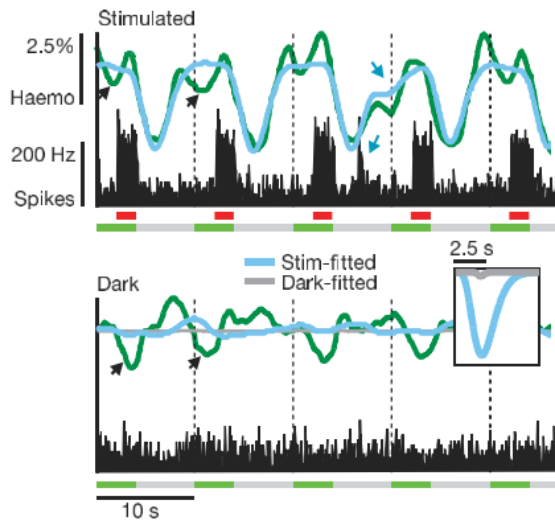 Stimulated
2.5%
Haemo
200 Hz
Spikes
2.5 s
Stim-fitted
Dark-fitted
Dark
10 s